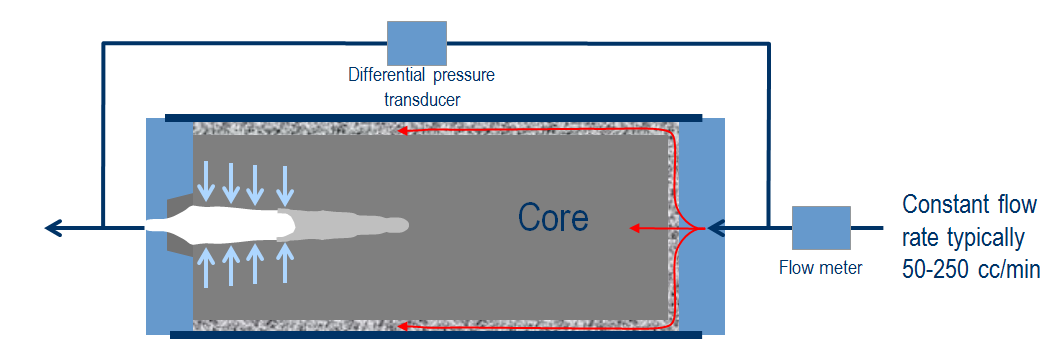 Differential pressure
transducer
Core
Constant flow
rate typically
50-250 cc/min
Flow meter